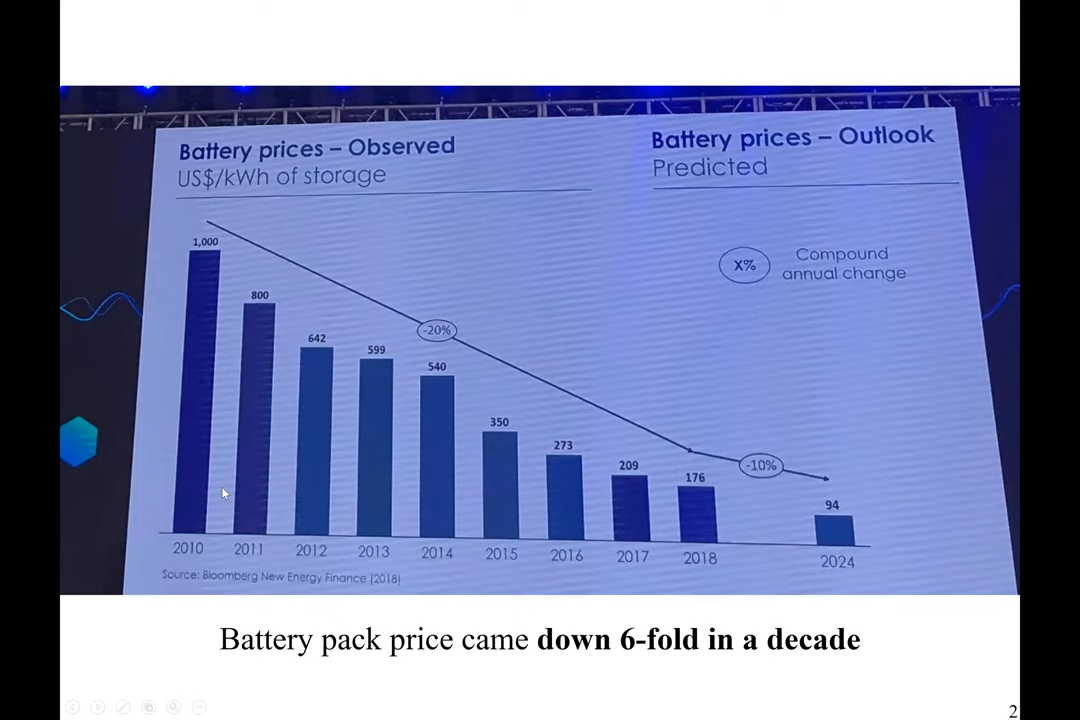 Battery prices – Observed
US$/kWh of storage
Battery prices – Outlook
Predicted
X%
Compound
annual change
1,000
800
642
599
540
350
273
209
176
94
-20%
-10%
2010 2011 2012 2013 2014 2015 2016 2017 2018 2024
Source: Bloomberg New Energy Finance (2018)
Battery pack price came down 6-fold in a decade
2